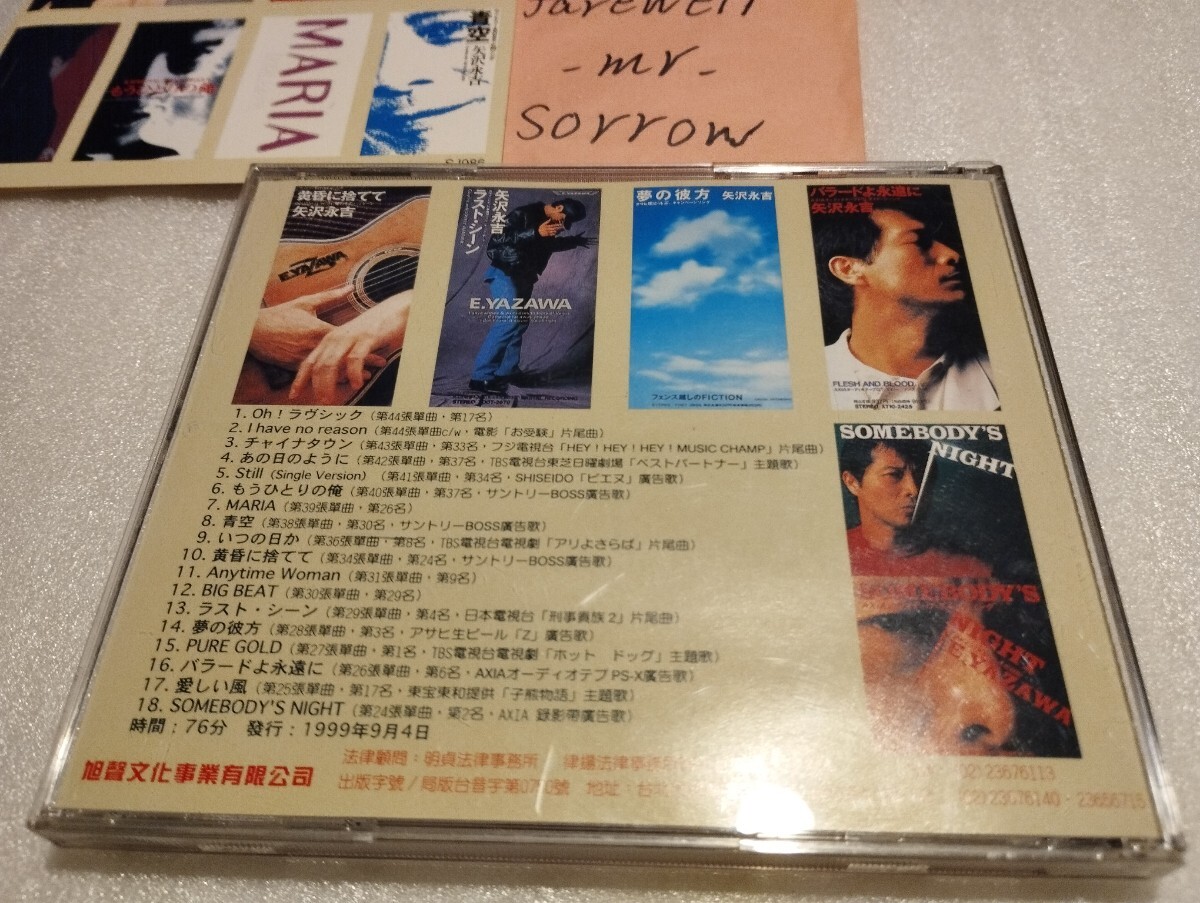 farewell
-mr-
sorrow
MARIA
青空
矢沢永吉
もうひとりの俺
黄昏に捨てて
矢沢永吉
E.YAZAWA
矢沢永吉
ラスト・シーン
E.YAZAWA
夢の彼方 矢沢永吉
フェンス越しのFICTION
バラードよ永遠に
矢沢永吉
FLESH AND BLOOD
SOMEBODY'S
NIGHT
SOMEBODY'S
NIGHT
E.YAZAWA
1. Oh！ラヴシック（第44張單曲・第17名）
2. I have no reason（第44張單曲c/w・電影「お受験」片尾曲）
3. チャイナタウン（第43張單曲・第33名・フジ電視台「HEY！HEY！HEY！MUSIC CHAMP」片尾曲）
4. あの日のように（第42張單曲・第37名・TBS電視台東芝日曜劇場「ベストパートナー」主題歌）
5. Still（Single Version）（第41張單曲・第34名・SHISEIDO「ピエヌ」廣告歌）
6. もうひとりの俺（第40張單曲・第37名・サントリーBOSS廣告歌）
7. MARIA（第39張單曲・第26名）
8. 青空（第38張單曲・第30名・サントリーBOSS廣告歌）
9. いつの日か（第36張單曲・第8名・TBS電視台電視劇「アリよさらば」片尾曲）
10. 黄昏に捨てて（第34張單曲・第24名・サントリーBOSS廣告歌）
11. Anytime Woman（第31張單曲・第9名）
12. BIG BEAT（第30張單曲・第29名）
13. ラスト・シーン（第29張單曲・第4名・日本電視台「刑事貴族2」片尾曲）
14. 夢の彼方（第28張單曲・第3名・アサヒ生ビール「Z」廣告歌）
15. PURE GOLD（第27張單曲・第1名・TBS電視台電視劇「ホット ドッグ」主題歌）
16. バラードよ永遠に（第26張單曲・第6名・AXIAオーディオテプ PS-X廣告歌）
17. 愛しい風（第25張單曲・第17名・東宝東和提供「子熊物語」主題歌）
18. SOMEBODY'S NIGHT（第24張單曲・第2名・AXIA 録影帶廣告歌）
時間：76分 發行：1999年9月4日
旭聲文化事業有限公司
法律顧問：明貞法律事務所
23676113
出版字號／局版台音字第0710號 地址：台